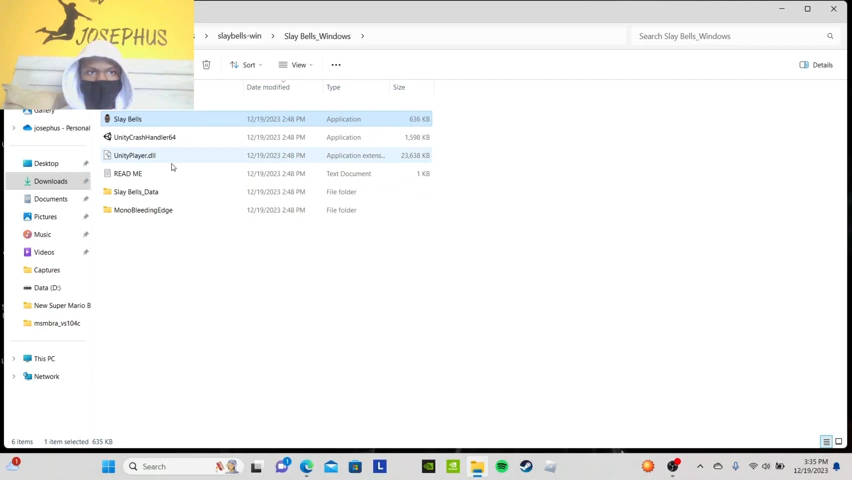 JOSEPHUS
slaybells-win
Slay Bells_Windows
Search Slay Bells_Windows
Sort
View
Details
Date modified
Type
Size
Slay Bells
12/19/2023 2:48 PM
Application
636 KB
UnityCrashHandler64
12/19/2023 2:48 PM
Application
1,598 KB
UnityPlayer.dll
12/19/2023 2:48 PM
Application extens...
23,638 KB
READ ME
12/19/2023 2:48 PM
Text Document
1 KB
Slay Bells_Data
12/19/2023 2:48 PM
File folder
MonoBleedingEdge
12/19/2023 2:48 PM
File folder
Gallery
josephus - Personal
Desktop
Downloads
Documents
Pictures
Music
Videos
Captures
Data (D:)
New Super Mario B
msmbra_vs104c
This PC
Network
6 items
1 item selected 635 KB
1
Search
1
L
3:35 PM
12/19/2023